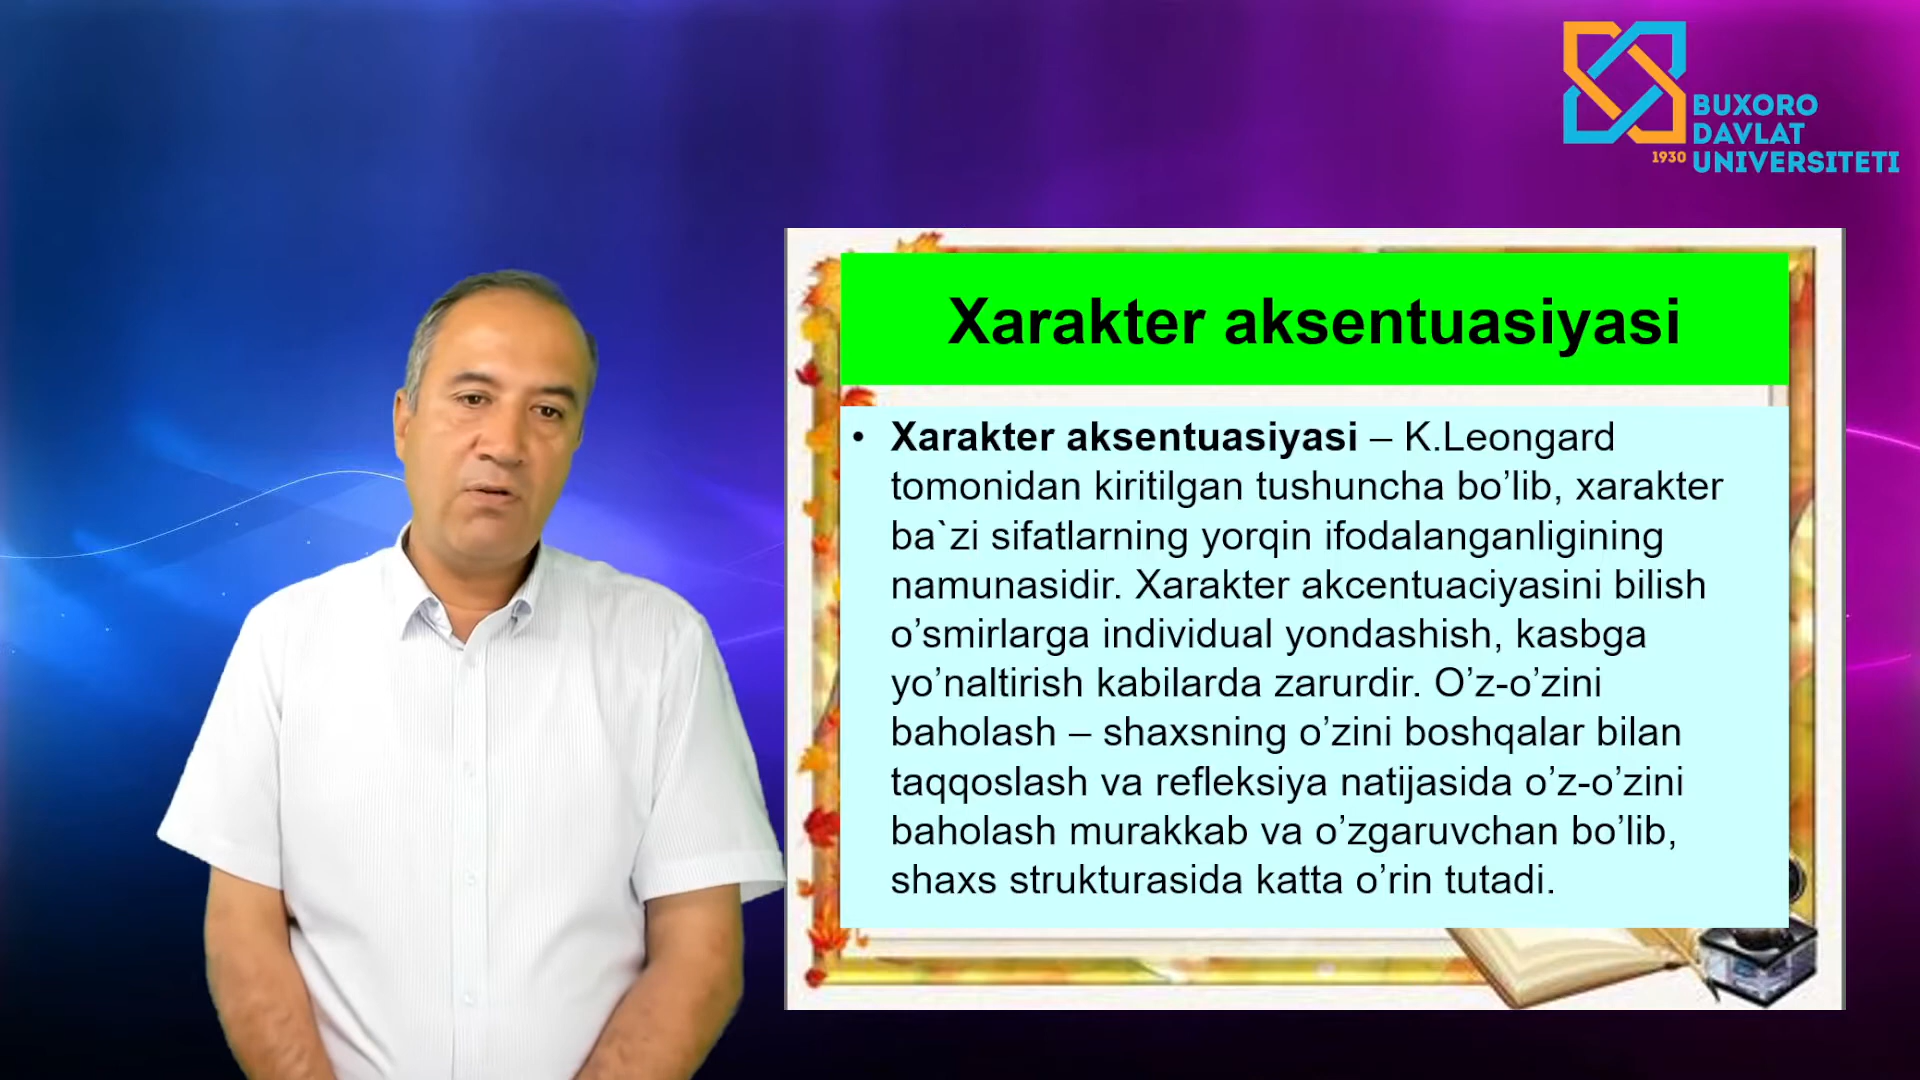 BUXORO
DAVLAT
1930 UNIVERSITETI
Xarakter aksentuasiyasi
• Xarakter aksentuasiyasi – K.Leongard
tomonidan kiritilgan tushuncha bo’lib, xarakter
ba`zi sifatlarning yorqin ifodalanganligining
namunasidir. Xarakter akcentuaciyasini bilish
o’smirlarga individual yondashish, kasbga
yo’naltirish kabilarda zarurdir. O’z-o’zini
baholash – shaxsning o’zini boshqalar bilan
taqqoslash va refleksiya natijasida o’z-o’zini
baholash murakkab va o’zgaruvchan bo’lib,
shaxs strukturasida katta o’rin tutadi.